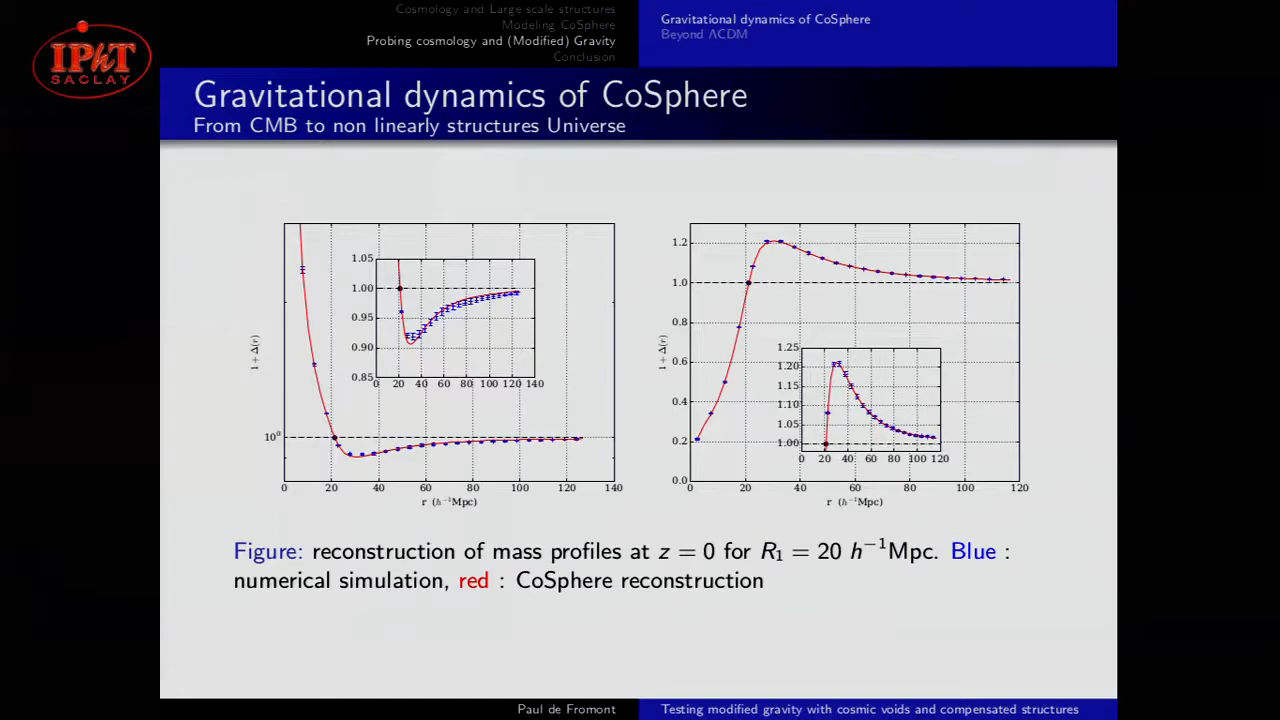 Cosmology and Large scale structures
Modeling CoSphere
Probing cosmology and (Modified) Gravity
Conclusion
Gravitational dynamics of CoSphere
Beyond ΛCDM
IPhT
SACLAY
Gravitational dynamics of CoSphere
From CMB to non linearly structures Universe
1 + Δ(r)
10⁰
0 20 40 60 80 100 120 140
r (h⁻¹Mpc)
1.05
1.00
0.95
0.90
0.85
0 20 40 60 80 100 120 140
1 + Δ(r)
1.2
1.0
0.8
0.6
0.4
0.2
0.0
0 20 40 60 80 100 120
r (h⁻¹Mpc)
1.25
1.20
1.15
1.10
1.05
1.00
0 20 40 60 80 100 120
Figure: reconstruction of mass profiles at z = 0 for R₁ = 20 h⁻¹Mpc. Blue :
numerical simulation, red : CoSphere reconstruction
Paul de Fromont
Testing modified gravity with cosmic voids and compensated structures